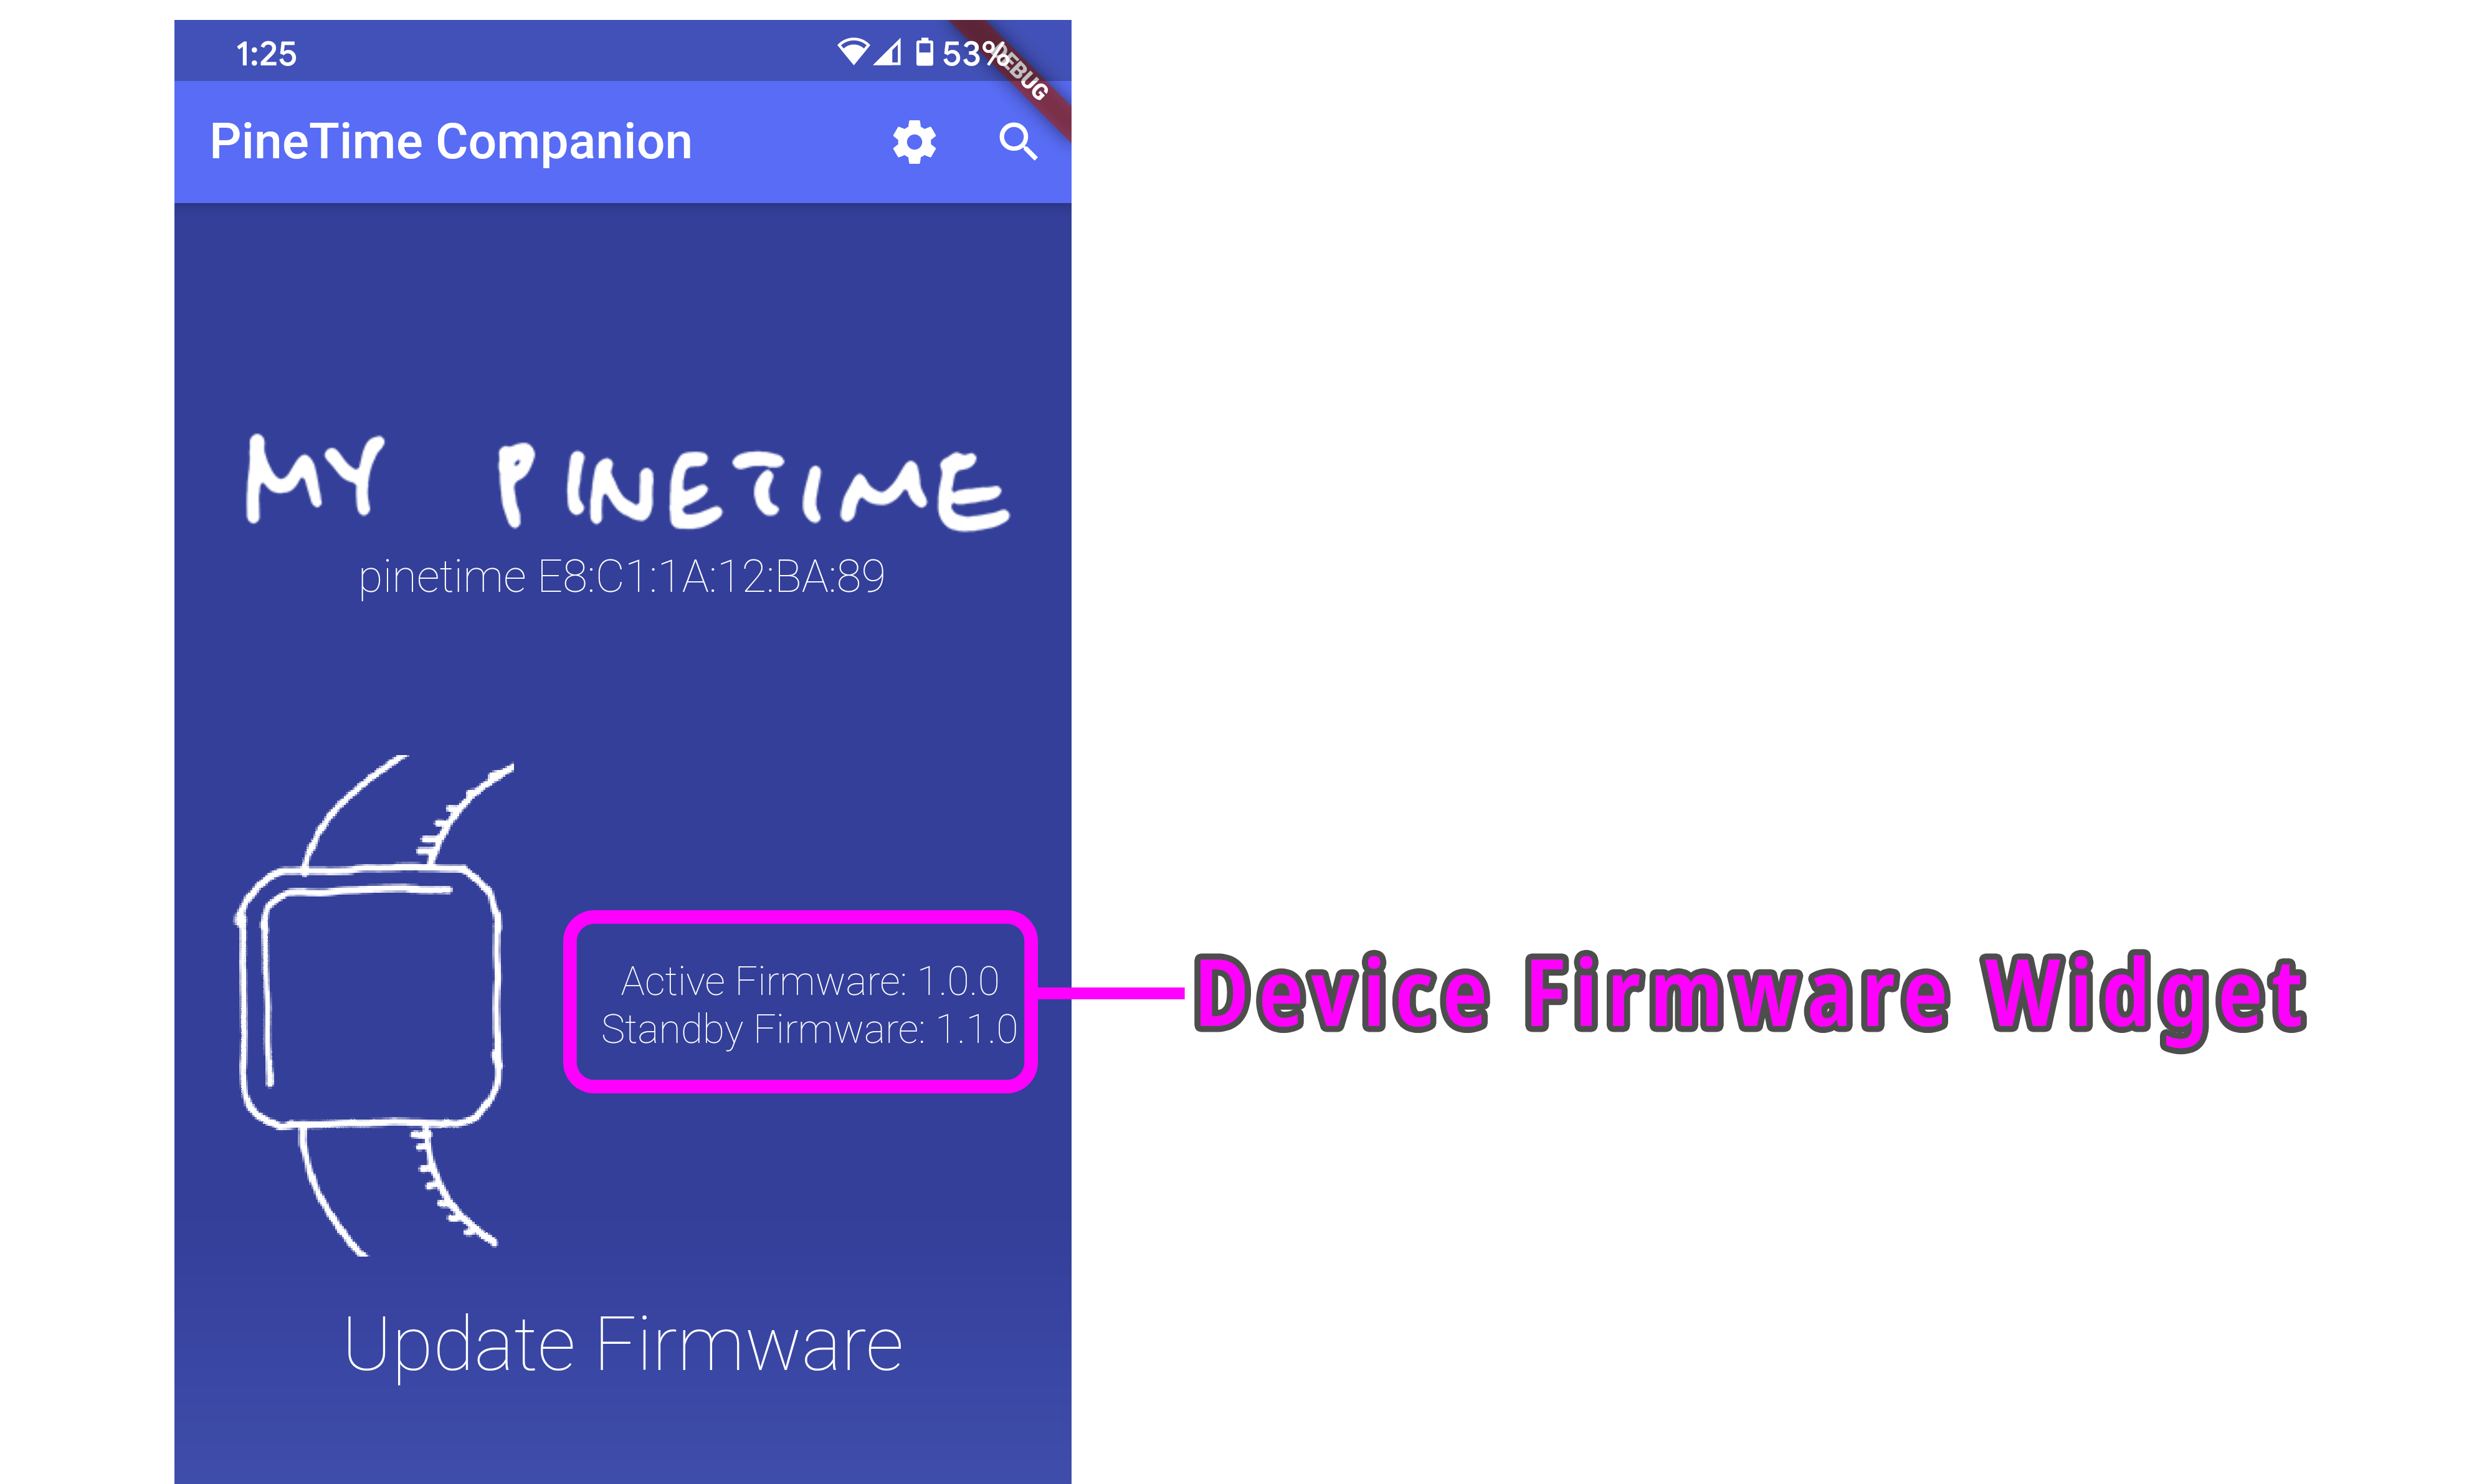 1:25 53% DEBUG
PineTime Companion
MY PINETIME
pinetime E8:C1:1A:12:BA:89
Active Firmware: 1.0.0
Standby Firmware: 1.1.0
Device Firmware Widget
Update Firmware